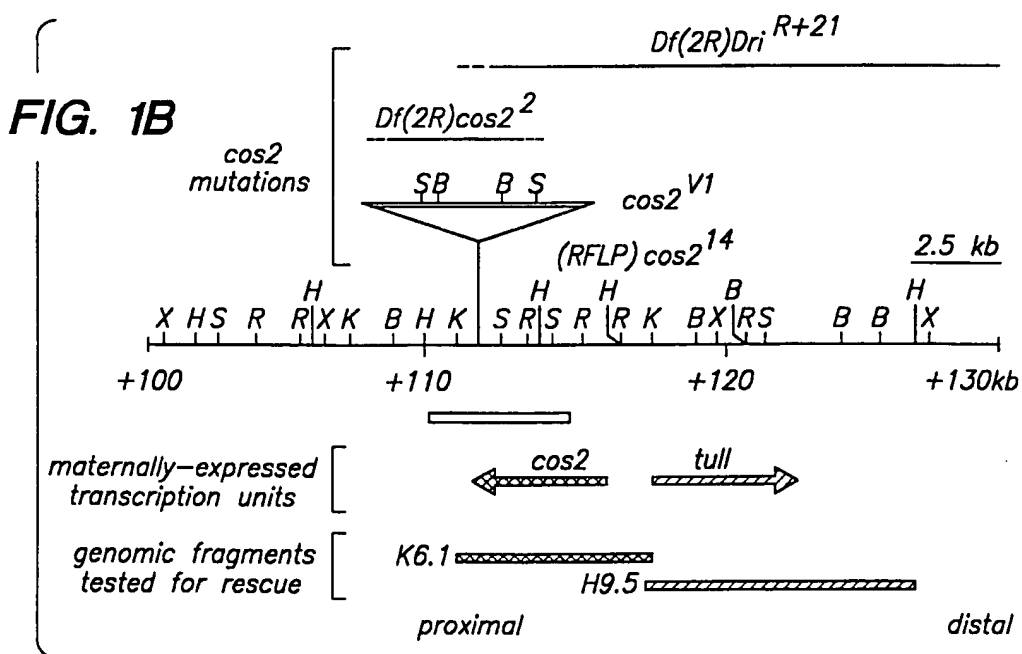 FIG. 1B
Df(2R)Dri R+21
Df(2R)cos2 2
cos2
mutations
S B B S
cos2 V1
(RFLP) cos2 14
2.5 kb
H H H B H
X H S R R X K B H K S R S R R K B X R S B B X
+100 +110 +120 +130kb
maternally-expressed
transcription units
cos2 tull
genomic fragments
tested for rescue
K6.1
H9.5
proximal distal